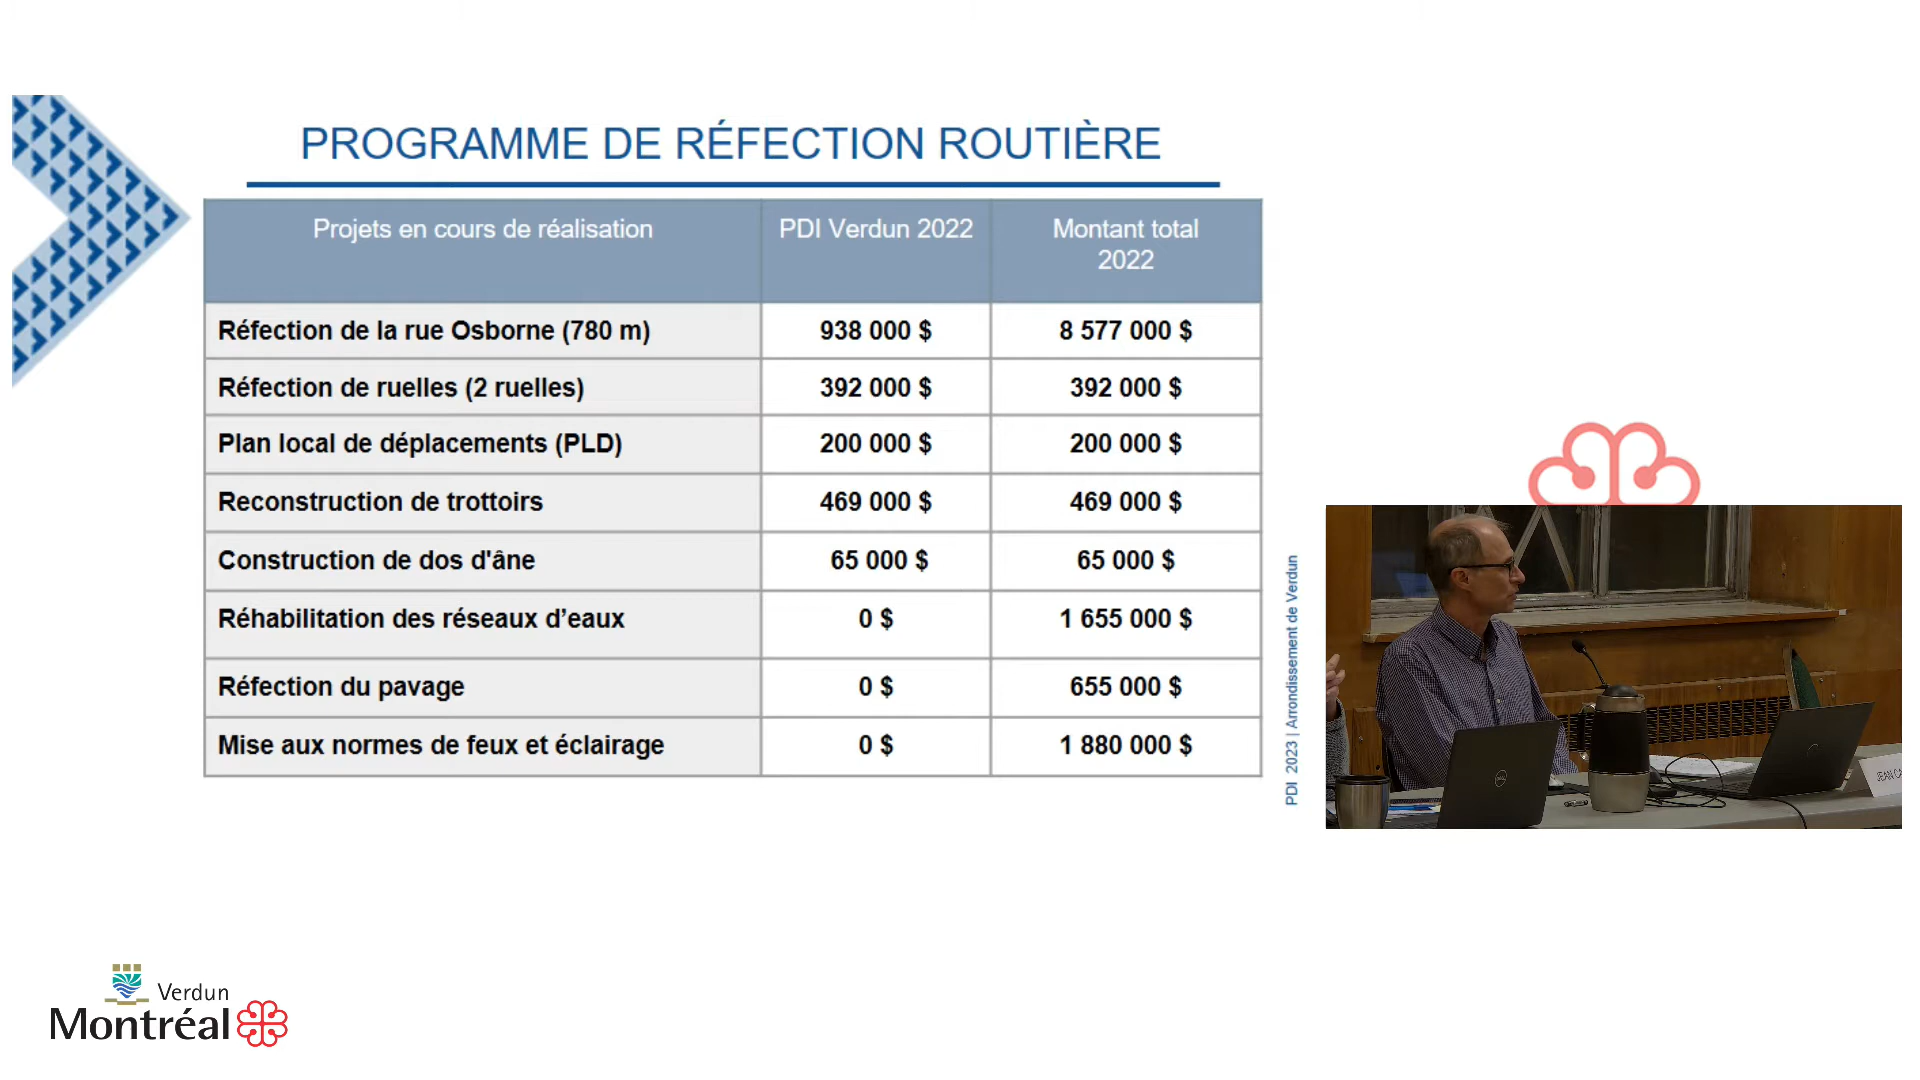 PROGRAMME DE RÉFECTION ROUTIÈRE
Projets en cours de réalisation
PDI Verdun 2022
Montant total
2022
Réfection de la rue Osborne (780 m)
938 000 $
8 577 000 $
Réfection de ruelles (2 ruelles)
392 000 $
392 000 $
Plan local de déplacements (PLD)
200 000 $
200 000 $
Reconstruction de trottoirs
469 000 $
469 000 $
Construction de dos d'âne
65 000 $
65 000 $
Réhabilitation des réseaux d’eaux
0 $
1 655 000 $
Réfection du pavage
0 $
655 000 $
Mise aux normes de feux et éclairage
0 $
1 880 000 $
PDI 2023 | Arrondissement de Verdun
DELL
JEAN
Verdun
Montréal